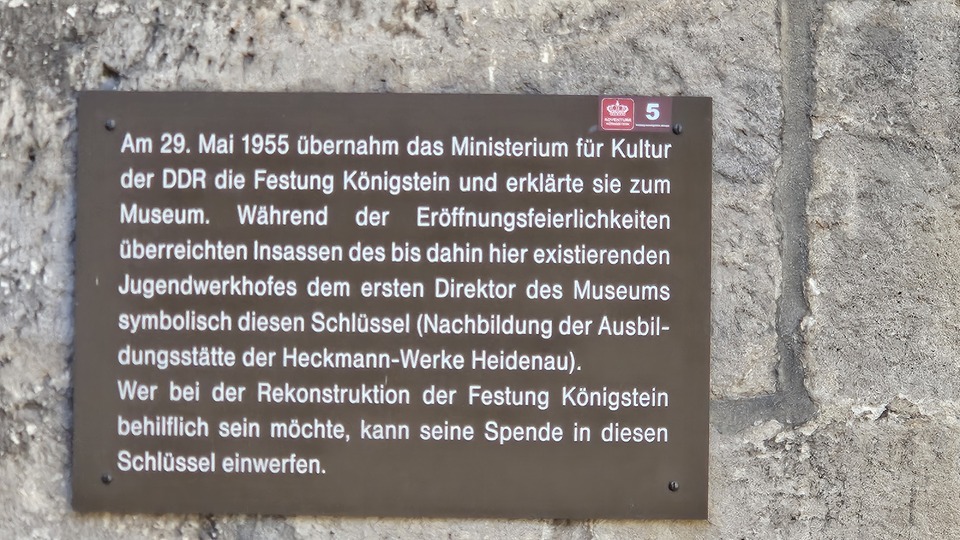 5
Am 29. Mai 1955 übernahm das Ministerium für Kultur
der DDR die Festung Königstein und erklärte sie zum
Museum. Während der Eröffnungsfeierlichkeiten
überreichten Insassen des bis dahin hier existierenden
Jugendwerkhofes dem ersten Direktor des Museums
symbolisch diesen Schlüssel (Nachbildung der Ausbil-
dungsstätte der Heckmann-Werke Heidenau).
Wer bei der Rekonstruktion der Festung Königstein
behilflich sein möchte, kann seine Spende in diesen
Schlüssel einwerfen.